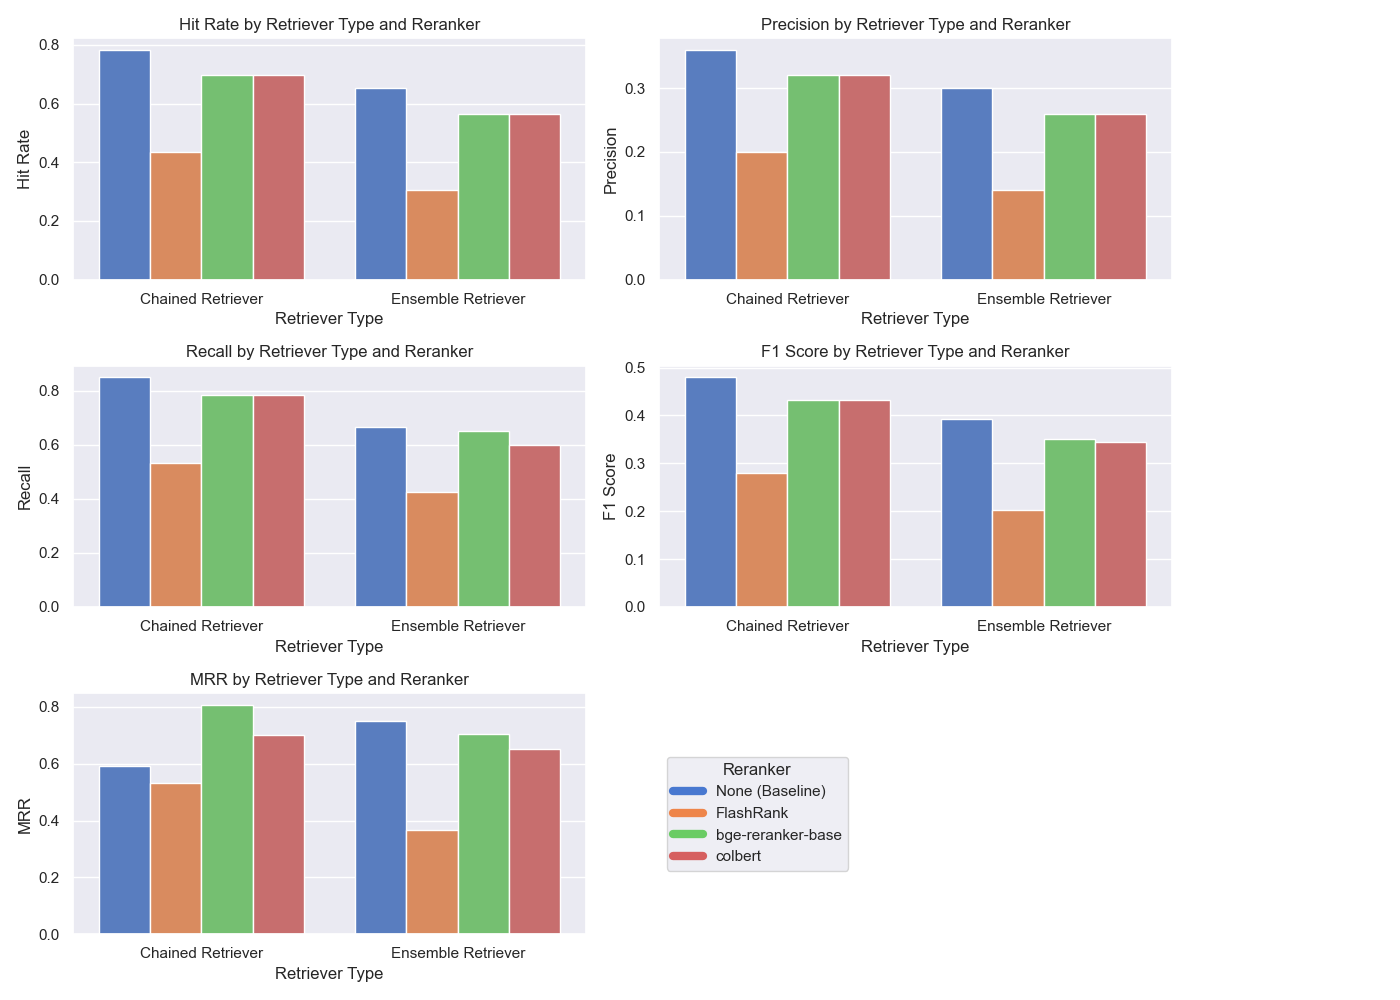 Hit Rate by Retriever Type and Reranker
0.8
0.6
0.4
0.2
0.0
Hit Rate
Chained Retriever
Ensemble Retriever
Retriever Type
Precision by Retriever Type and Reranker
0.3
0.2
0.1
0.0
Precision
Chained Retriever
Ensemble Retriever
Retriever Type
Recall by Retriever Type and Reranker
0.8
0.6
0.4
0.2
0.0
Recall
Chained Retriever
Ensemble Retriever
Retriever Type
F1 Score by Retriever Type and Reranker
0.5
0.4
0.3
0.2
0.1
0.0
F1 Score
Chained Retriever
Ensemble Retriever
Retriever Type
MRR by Retriever Type and Reranker
0.8
0.6
0.4
0.2
0.0
MRR
Chained Retriever
Ensemble Retriever
Retriever Type
Reranker
None (Baseline)
FlashRank
bge-reranker-base
colbert